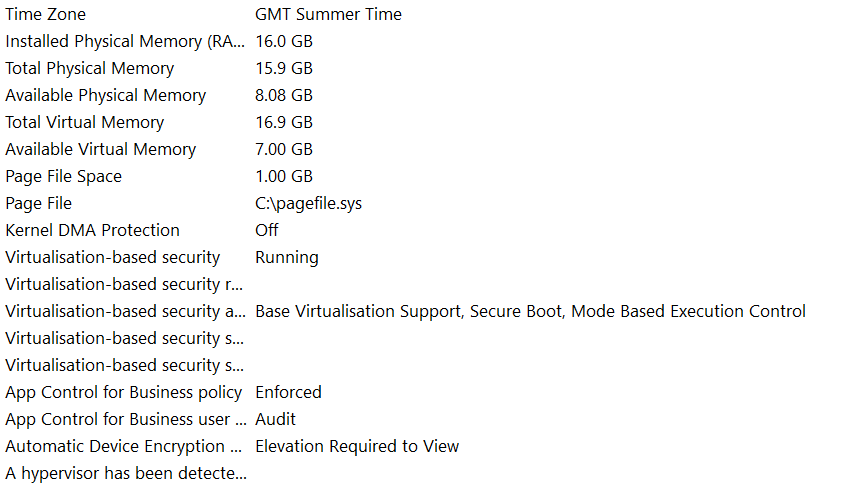 Time Zone GMT Summer Time
Installed Physical Memory (RA... 16.0 GB
Total Physical Memory 15.9 GB
Available Physical Memory 8.08 GB
Total Virtual Memory 16.9 GB
Available Virtual Memory 7.00 GB
Page File Space 1.00 GB
Page File C:\pagefile.sys
Kernel DMA Protection Off
Virtualisation-based security Running
Virtualisation-based security r...
Virtualisation-based security a... Base Virtualisation Support, Secure Boot, Mode Based Execution Control
Virtualisation-based security s...
Virtualisation-based security s...
App Control for Business policy Enforced
App Control for Business user ... Audit
Automatic Device Encryption ... Elevation Required to View
A hypervisor has been detecte...